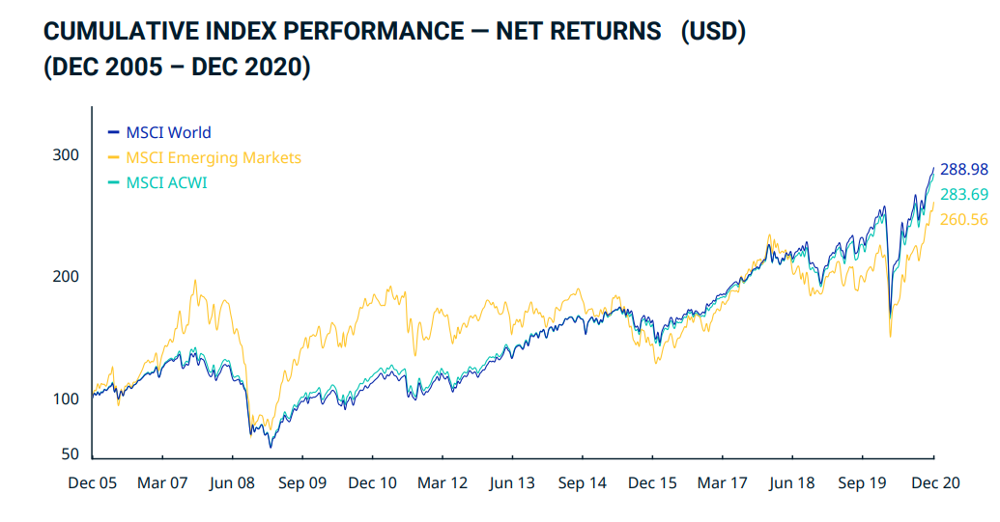 CUMULATIVE INDEX PERFORMANCE — NET RETURNS (USD)
(DEC 2005 – DEC 2020)
MSCI World
MSCI Emerging Markets
MSCI ACWI
300
200
100
50
288.98
283.69
260.56
Dec 05 Mar 07 Jun 08 Sep 09 Dec 10 Mar 12 Jun 13 Sep 14 Dec 15 Mar 17 Jun 18 Sep 19 Dec 20